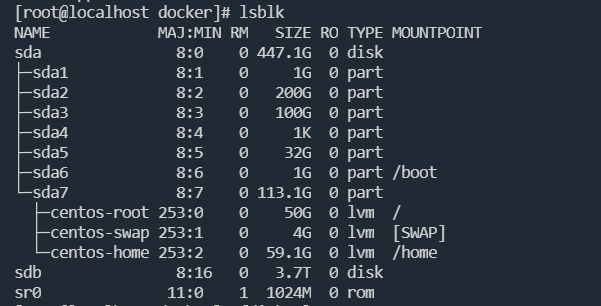 [root@localhost docker]# lsblk
NAME            MAJ:MIN RM   SIZE RO TYPE MOUNTPOINT
sda               8:0    0 447.1G  0 disk
├─sda1            8:1    0     1G  0 part
├─sda2            8:2    0   200G  0 part
├─sda3            8:3    0   100G  0 part
├─sda4            8:4    0     1K  0 part
├─sda5            8:5    0    32G  0 part
├─sda6            8:6    0     1G  0 part /boot
└─sda7            8:7    0 113.1G  0 part
  ├─centos-root 253:0    0    50G  0 lvm  /
  ├─centos-swap 253:1    0     4G  0 lvm  [SWAP]
  └─centos-home 253:2    0  59.1G  0 lvm  /home
sdb               8:16   0   3.7T  0 disk
sr0              11:0    1  1024M  0 rom